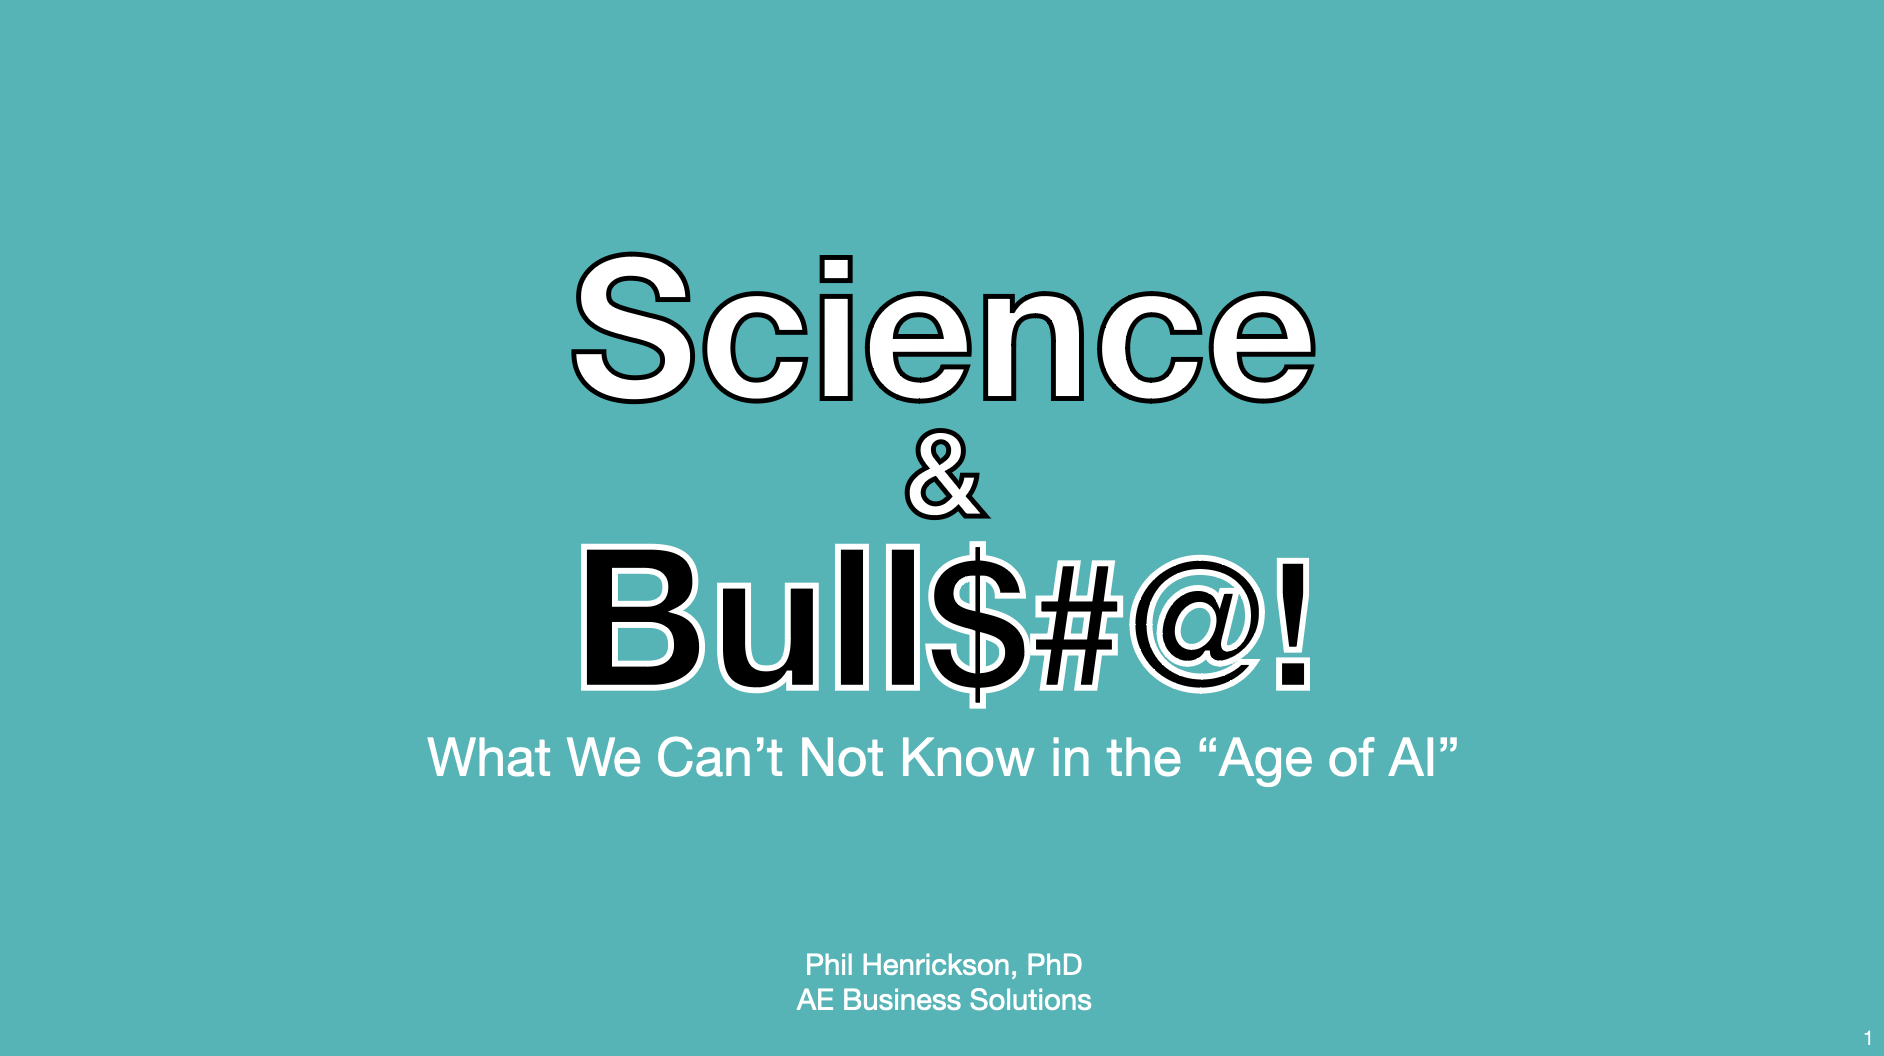 Science
&
Bull$#@!
What We Can’t Not Know in the “Age of AI”
Phil Henrickson, PhD
AE Business Solutions
1